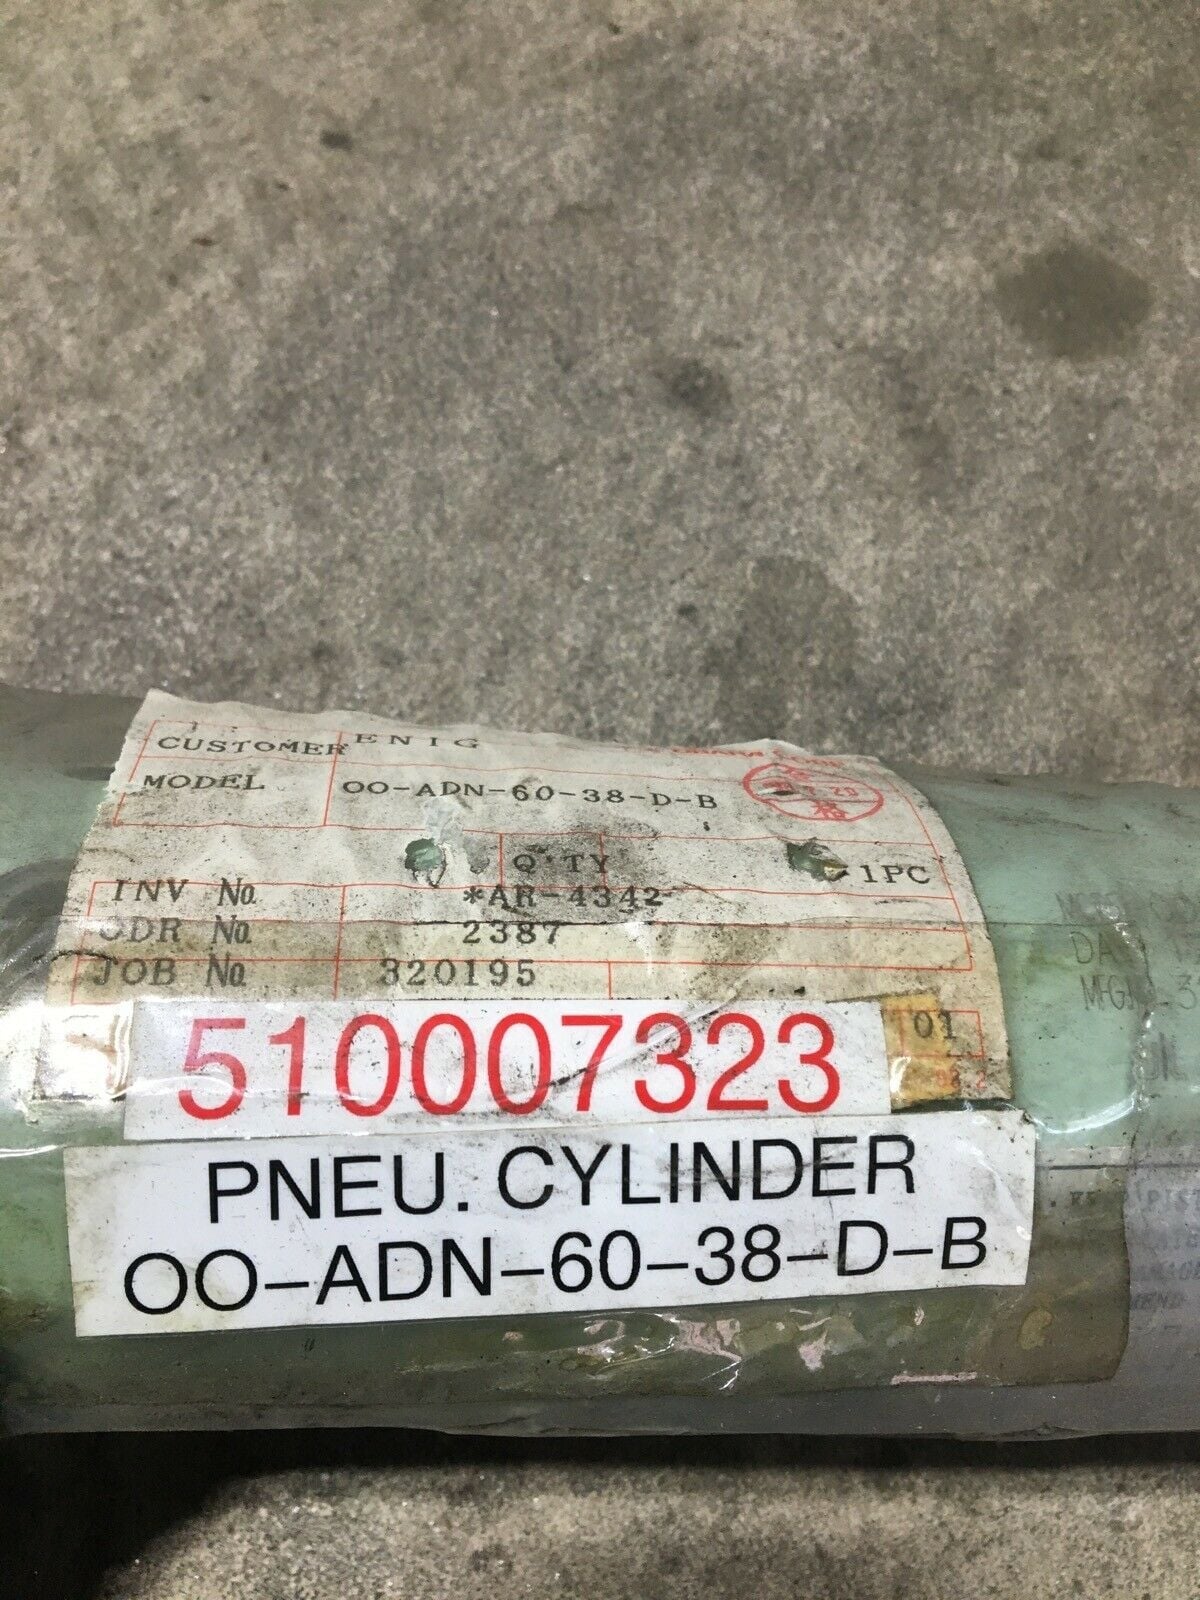 CUSTOMER ENIG
MODEL OO-ADN-60-38-D-B
Q'TY 1PC
INV No. *AR-4342
ODR No. 2387
JOB No. 320195
01
510007323
PNEU. CYLINDER
OO-ADN-60-38-D-B